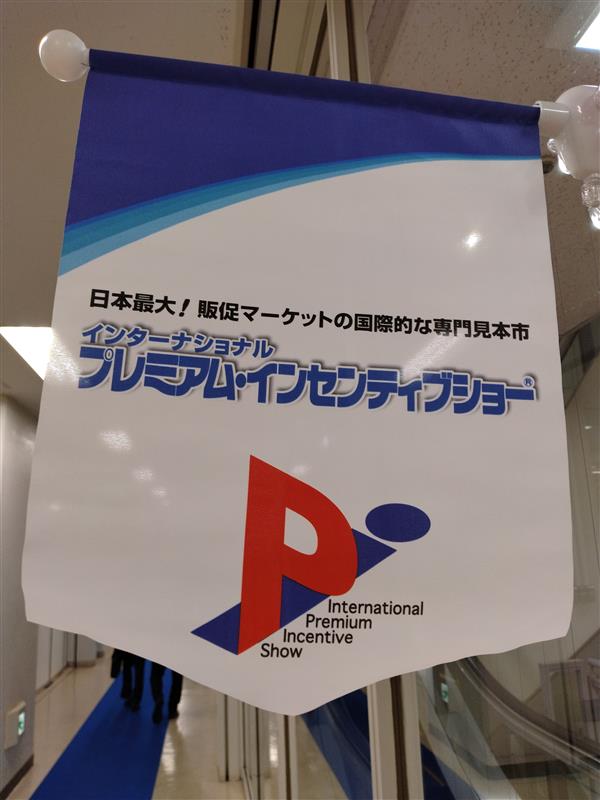 日本最大！販促マーケットの国際的な専門見本市
インターナショナル
プレミアム・インセンティブショー®
P
International
Premium
Incentive
Show